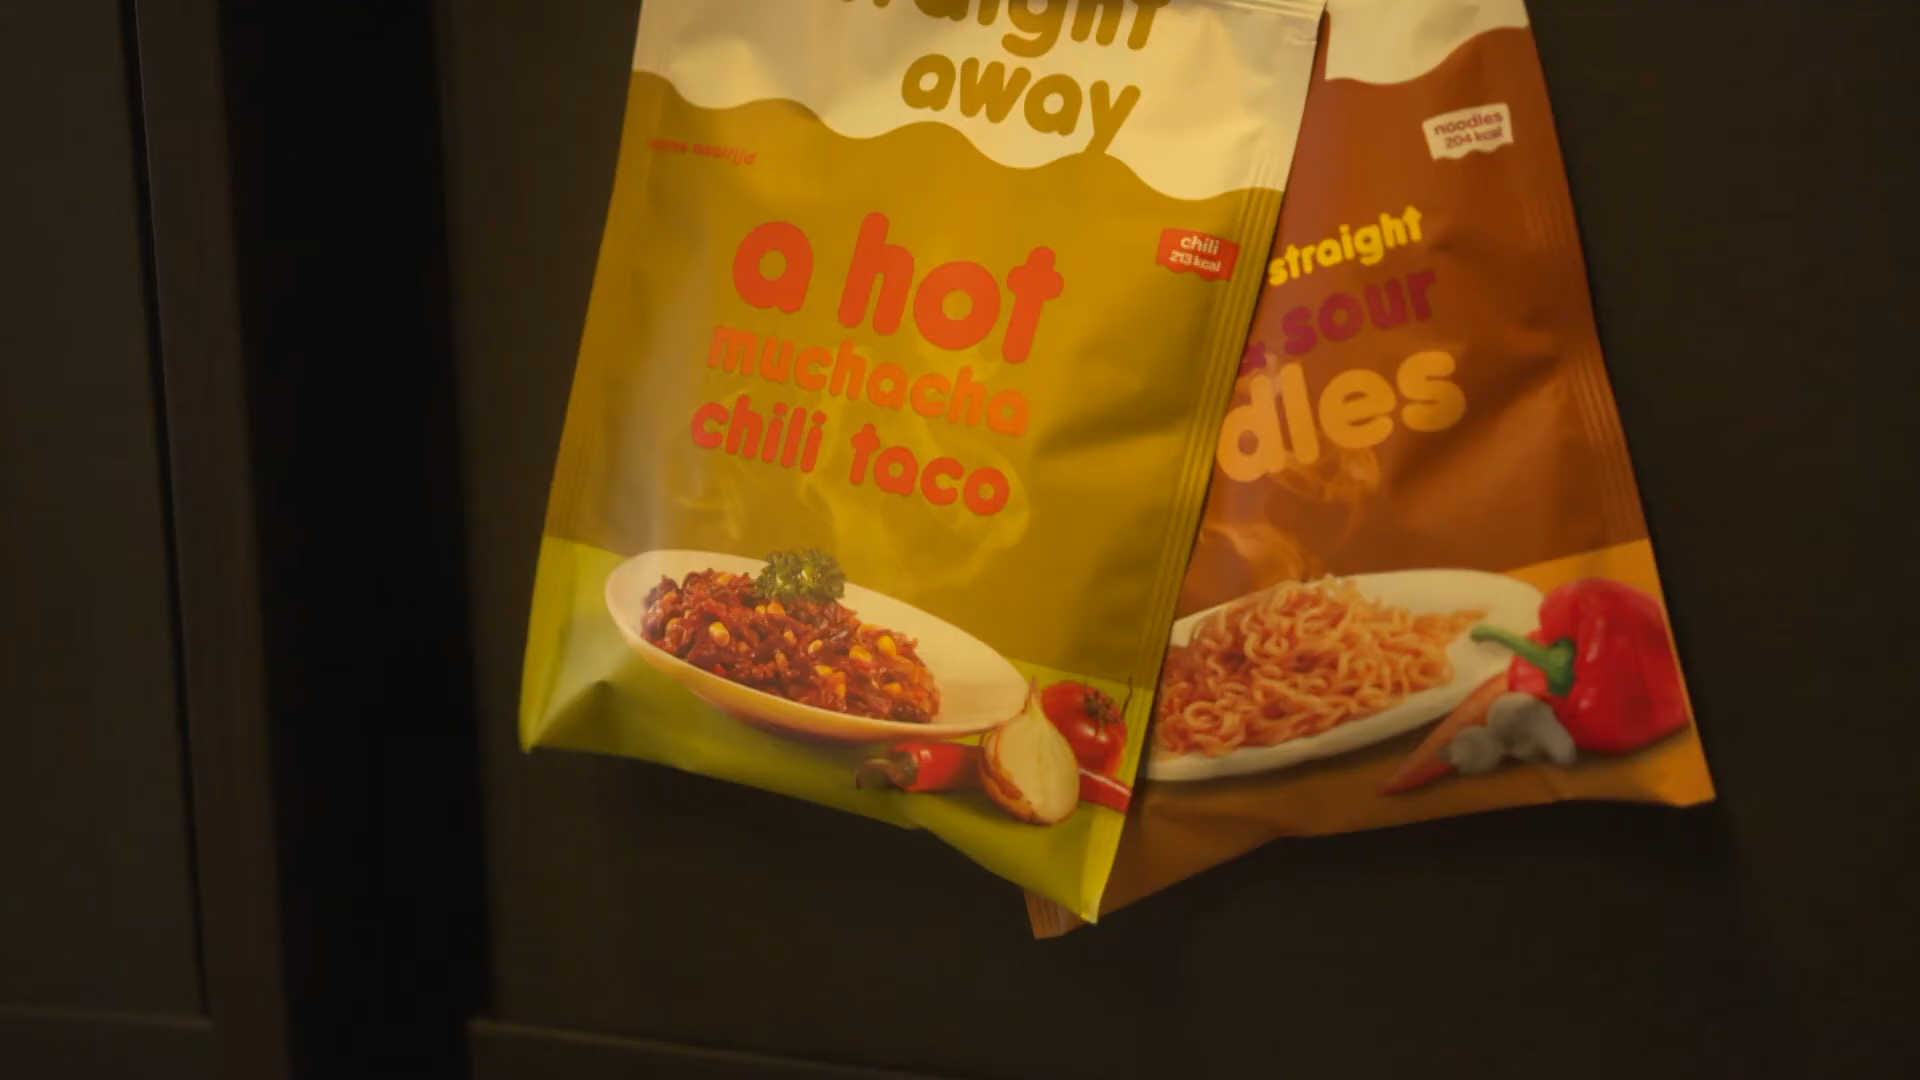 away
a hot
muchacha
chili taco
chili
213 kcal
noodles
204 kcal
straight
sour
dles